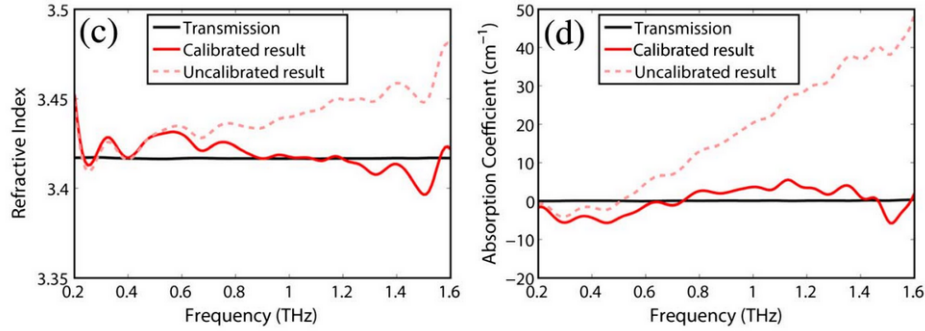 (c)
Transmission
Calibrated result
Uncalibrated result
Refractive Index
3.5
3.45
3.4
3.35
0.2 0.4 0.6 0.8 1 1.2 1.4 1.6
Frequency (THz)
(d)
Transmission
Calibrated result
Uncalibrated result
Absorption Coefficient (cm⁻¹)
50
40
30
20
10
0
−10
−20
0.2 0.4 0.6 0.8 1 1.2 1.4 1.6
Frequency (THz)